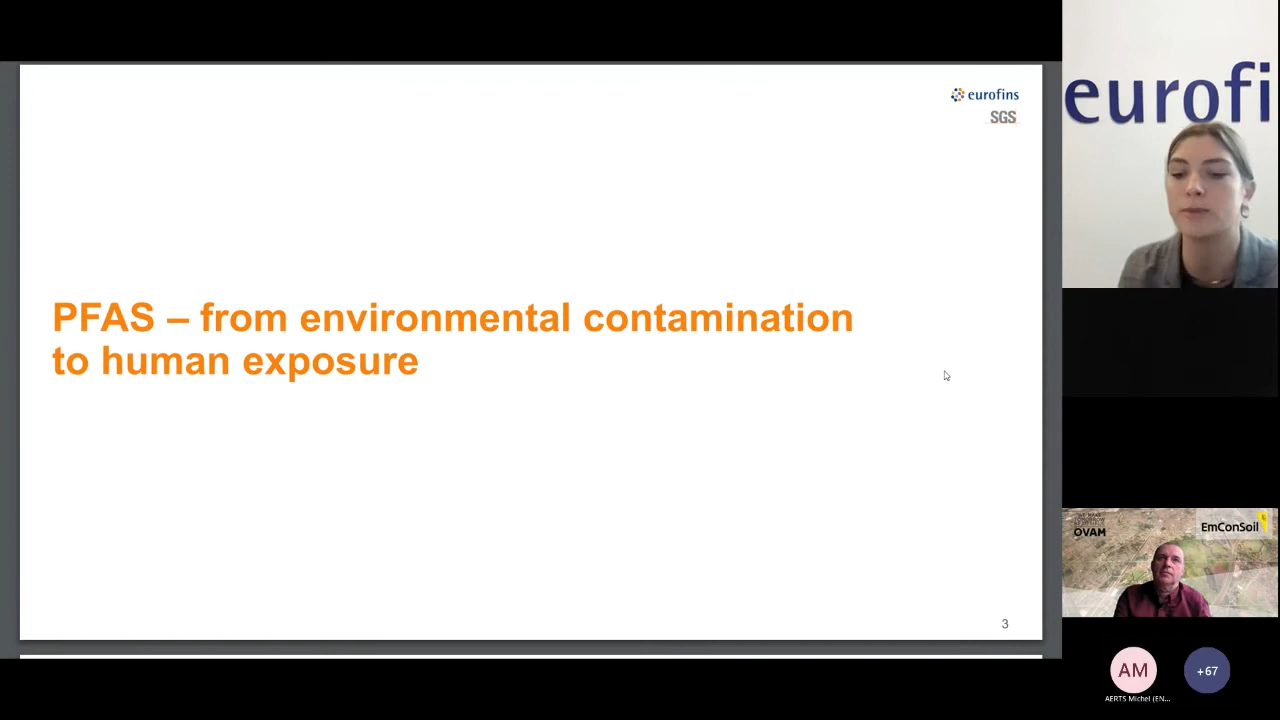 eurofins
SGS
PFAS – from environmental contamination
to human exposure
3
eurofi
OVAM
EmConSoil
AM
+67
AERTS Michel (EN...